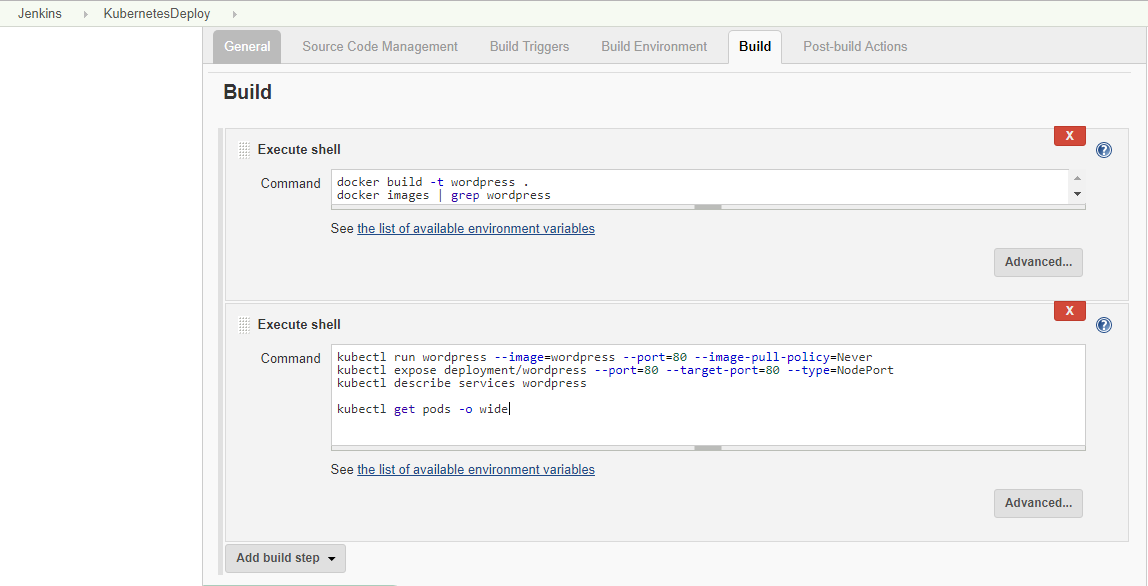 Jenkins KubernetesDeploy
General Source Code Management Build Triggers Build Environment Build Post-build Actions
Build
X
Execute shell
Command
docker build -t wordpress .
docker images | grep wordpress
See the list of available environment variables
Advanced...
X
Execute shell
Command
kubectl run wordpress --image=wordpress --port=80 --image-pull-policy=Never
kubectl expose deployment/wordpress --port=80 --target-port=80 --type=NodePort
kubectl describe services wordpress
kubectl get pods -o wide
See the list of available environment variables
Advanced...
Add build step